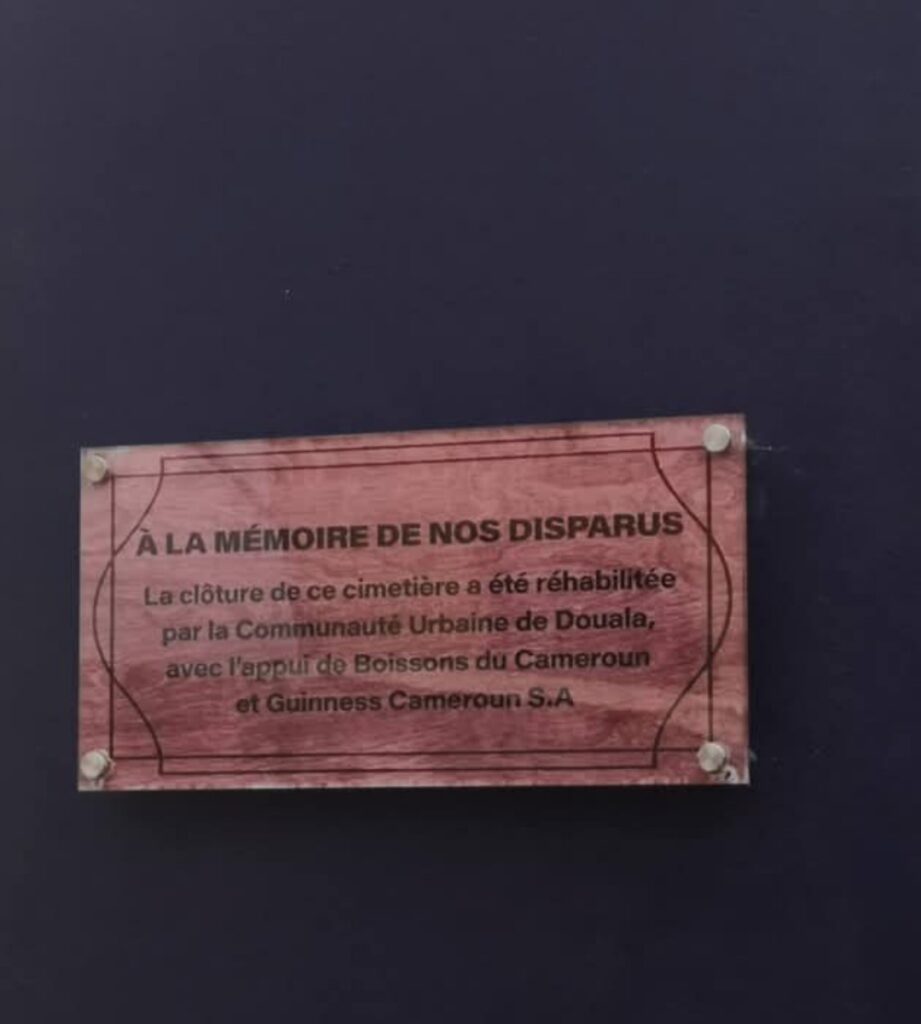 À LA MÉMOIRE DE NOS DISPARUS
La clôture de ce cimetière a été réhabilitée
par la Communauté Urbaine de Douala,
avec l'appui de Boissons du Cameroun
et Guinness Cameroun S.A